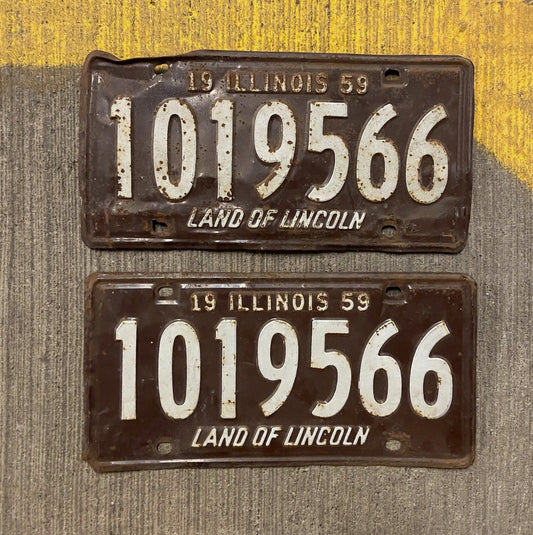 19 ILLINOIS 59
1019566
LAND OF LINCOLN
19 ILLINOIS 59
1019566
LAND OF LINCOLN